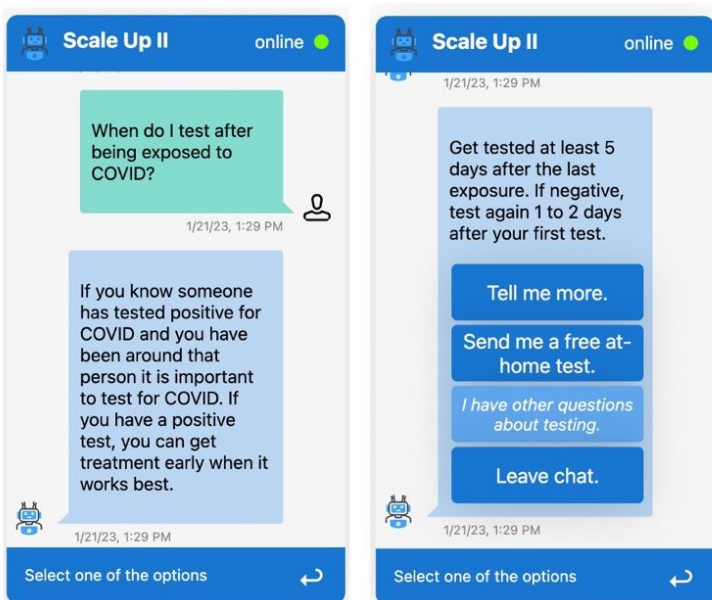 Scale Up II
online
When do I test after
being exposed to
COVID?
1/21/23, 1:29 PM
If you know someone
has tested positive for
COVID and you have
been around that
person it is important
to test for COVID. If
you have a positive
test, you can get
treatment early when it
works best.
1/21/23, 1:29 PM
Select one of the options
Scale Up II
online
1/21/23, 1:29 PM
Get tested at least 5
days after the last
exposure. If negative,
test again 1 to 2 days
after your first test.
Tell me more.
Send me a free at-
home test.
I have other questions
about testing.
Leave chat.
1/21/23, 1:29 PM
Select one of the options